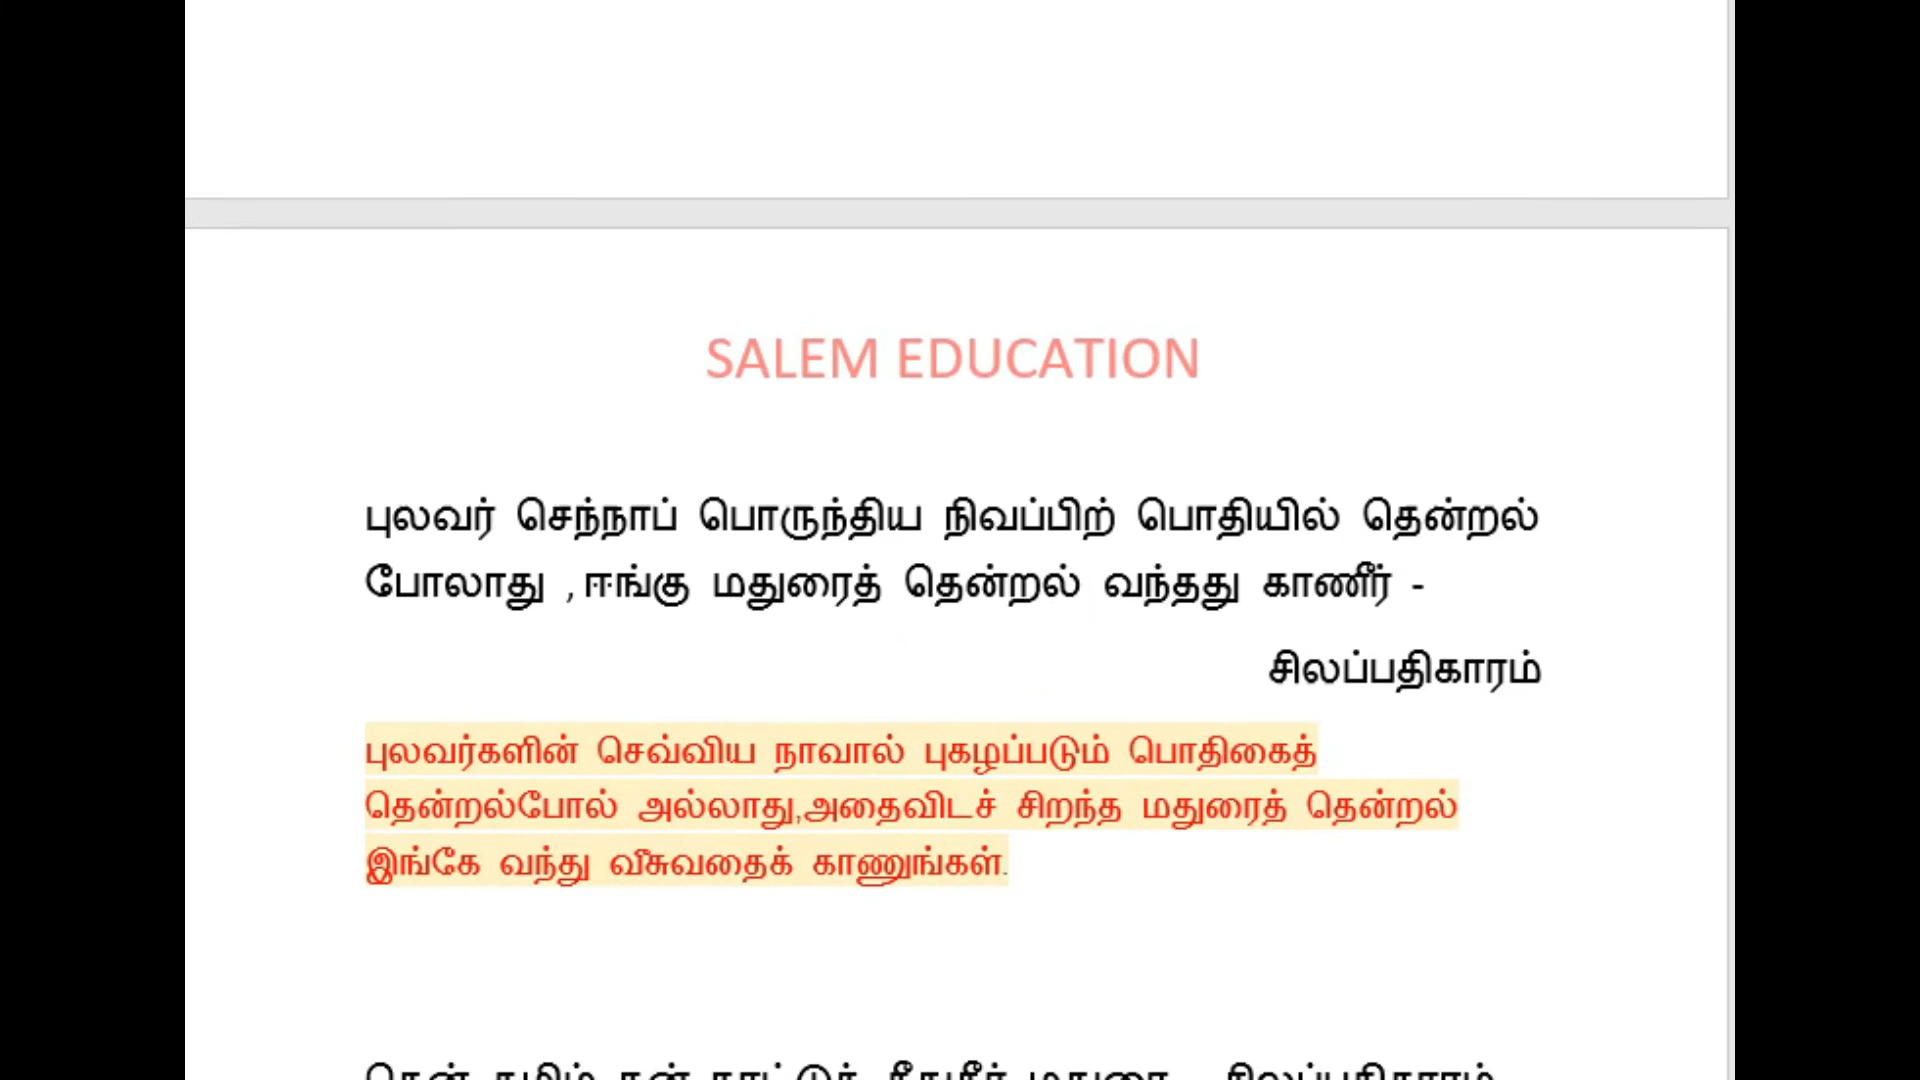 SALEM EDUCATION
புலவர் செந்நாப் பொருந்திய நிவப்பிற் பொதியில் தென்றல்
போலாது ,ஈங்கு மதுரைத் தென்றல் வந்தது காணீர் -
சிலப்பதிகாரம்
புலவர்களின் செவ்விய நாவால் புகழப்படும் பொதிகைத்
தென்றல்போல் அல்லாது,அதைவிடச் சிறந்த மதுரைத் தென்றல்
இங்கே வந்து வீசுவதைக் காணுங்கள்.